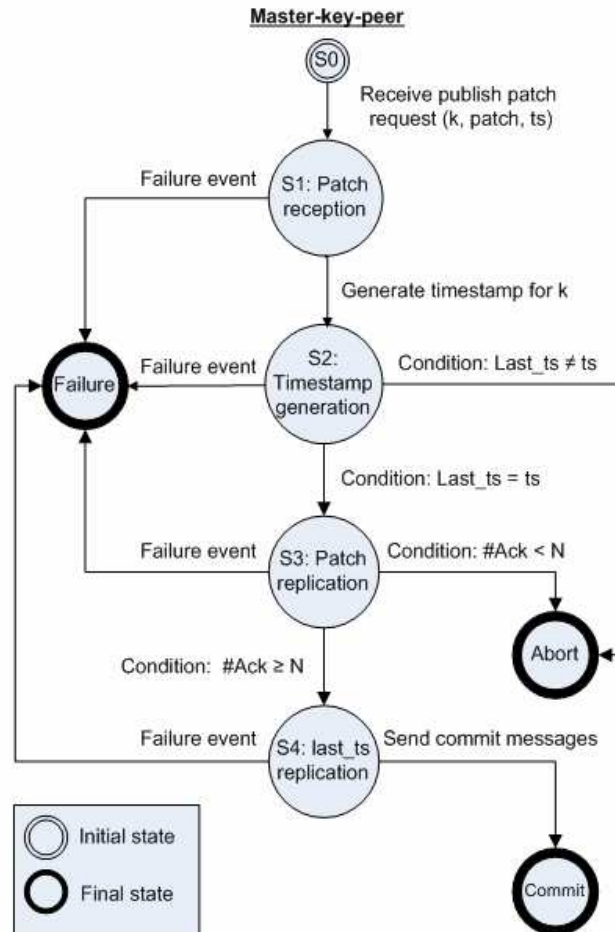 Master-key-peer
S0
Receive publish patch
request (k, patch, ts)
Failure event
S1: Patch
reception
Generate timestamp for k
Failure
Failure event
S2:
Timestamp
generation
Condition: Last_ts ≠ ts
Condition: Last_ts = ts
Failure event
S3: Patch
replication
Condition: #Ack < N
Abort
Condition: #Ack ≥ N
Failure event
S4: last_ts
replication
Send commit messages
Initial state
Final state
Commit